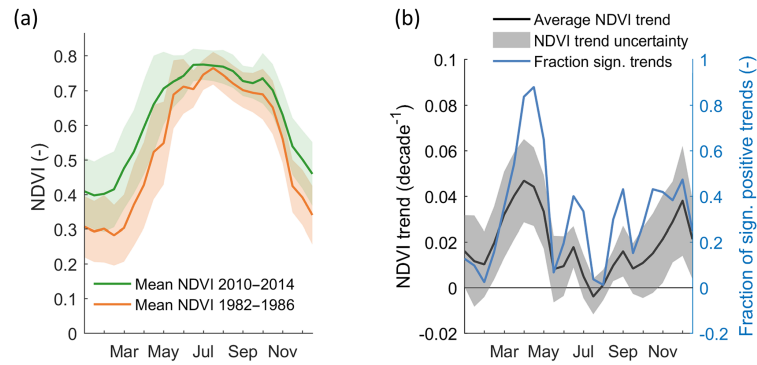 (a)
NDVI (-)
0.8
0.7
0.6
0.5
0.4
0.3
0.2
0.1
0
Mean NDVI 2010–2014
Mean NDVI 1982–1986
Mar May Jul Sep Nov
(b)
Average NDVI trend
NDVI trend uncertainty
Fraction sign. trends
NDVI trend (decade⁻¹)
0.1
0.08
0.06
0.04
0.02
0
-0.02
Mar May Jul Sep Nov
1
0.8
0.6
0.4
0.2
0
-0.2
Fraction of sign. positive trends (-)